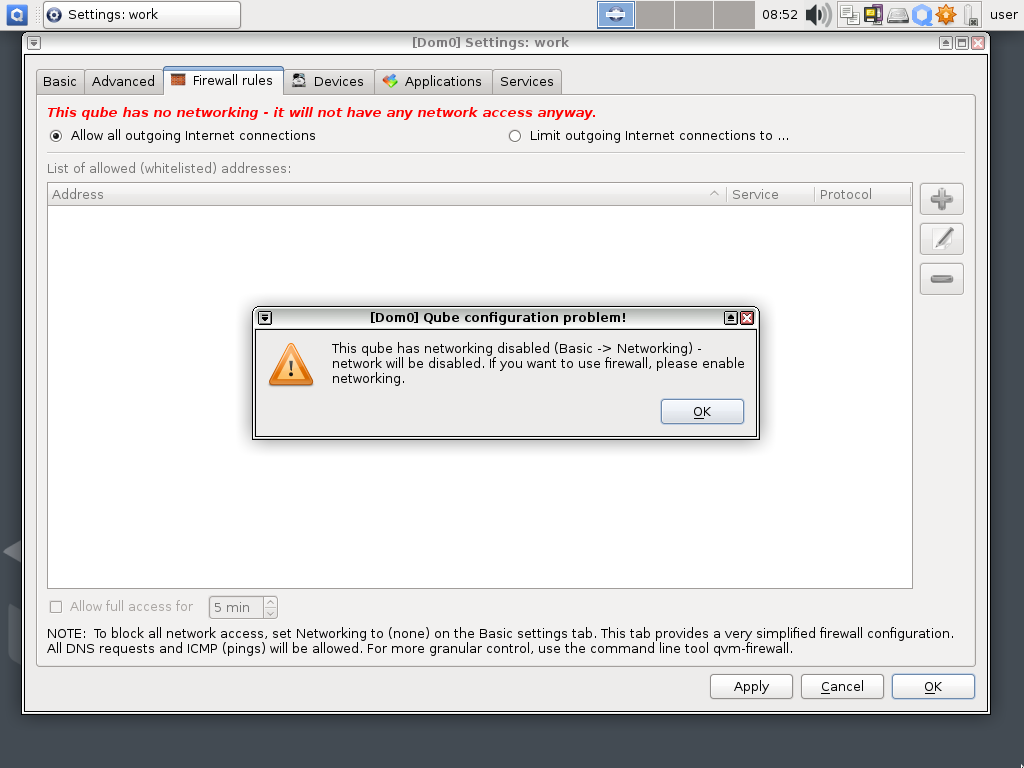 Settings: work
08:52
user
[Dom0] Settings: work
Basic
Advanced
Firewall rules
Devices
Applications
Services
This qube has no networking - it will not have any network access anyway.
Allow all outgoing Internet connections
Limit outgoing Internet connections to ...
List of allowed (whitelisted) addresses:
Address
Service
Protocol
[Dom0] Qube configuration problem!
This qube has networking disabled (Basic -> Networking) -
network will be disabled. If you want to use firewall, please enable
networking.
OK
Allow full access for
5 min
NOTE:  To block all network access, set Networking to (none) on the Basic settings tab. This tab provides a very simplified firewall configuration.
All DNS requests and ICMP (pings) will be allowed. For more granular control, use the command line tool qvm-firewall.
Apply
Cancel
OK